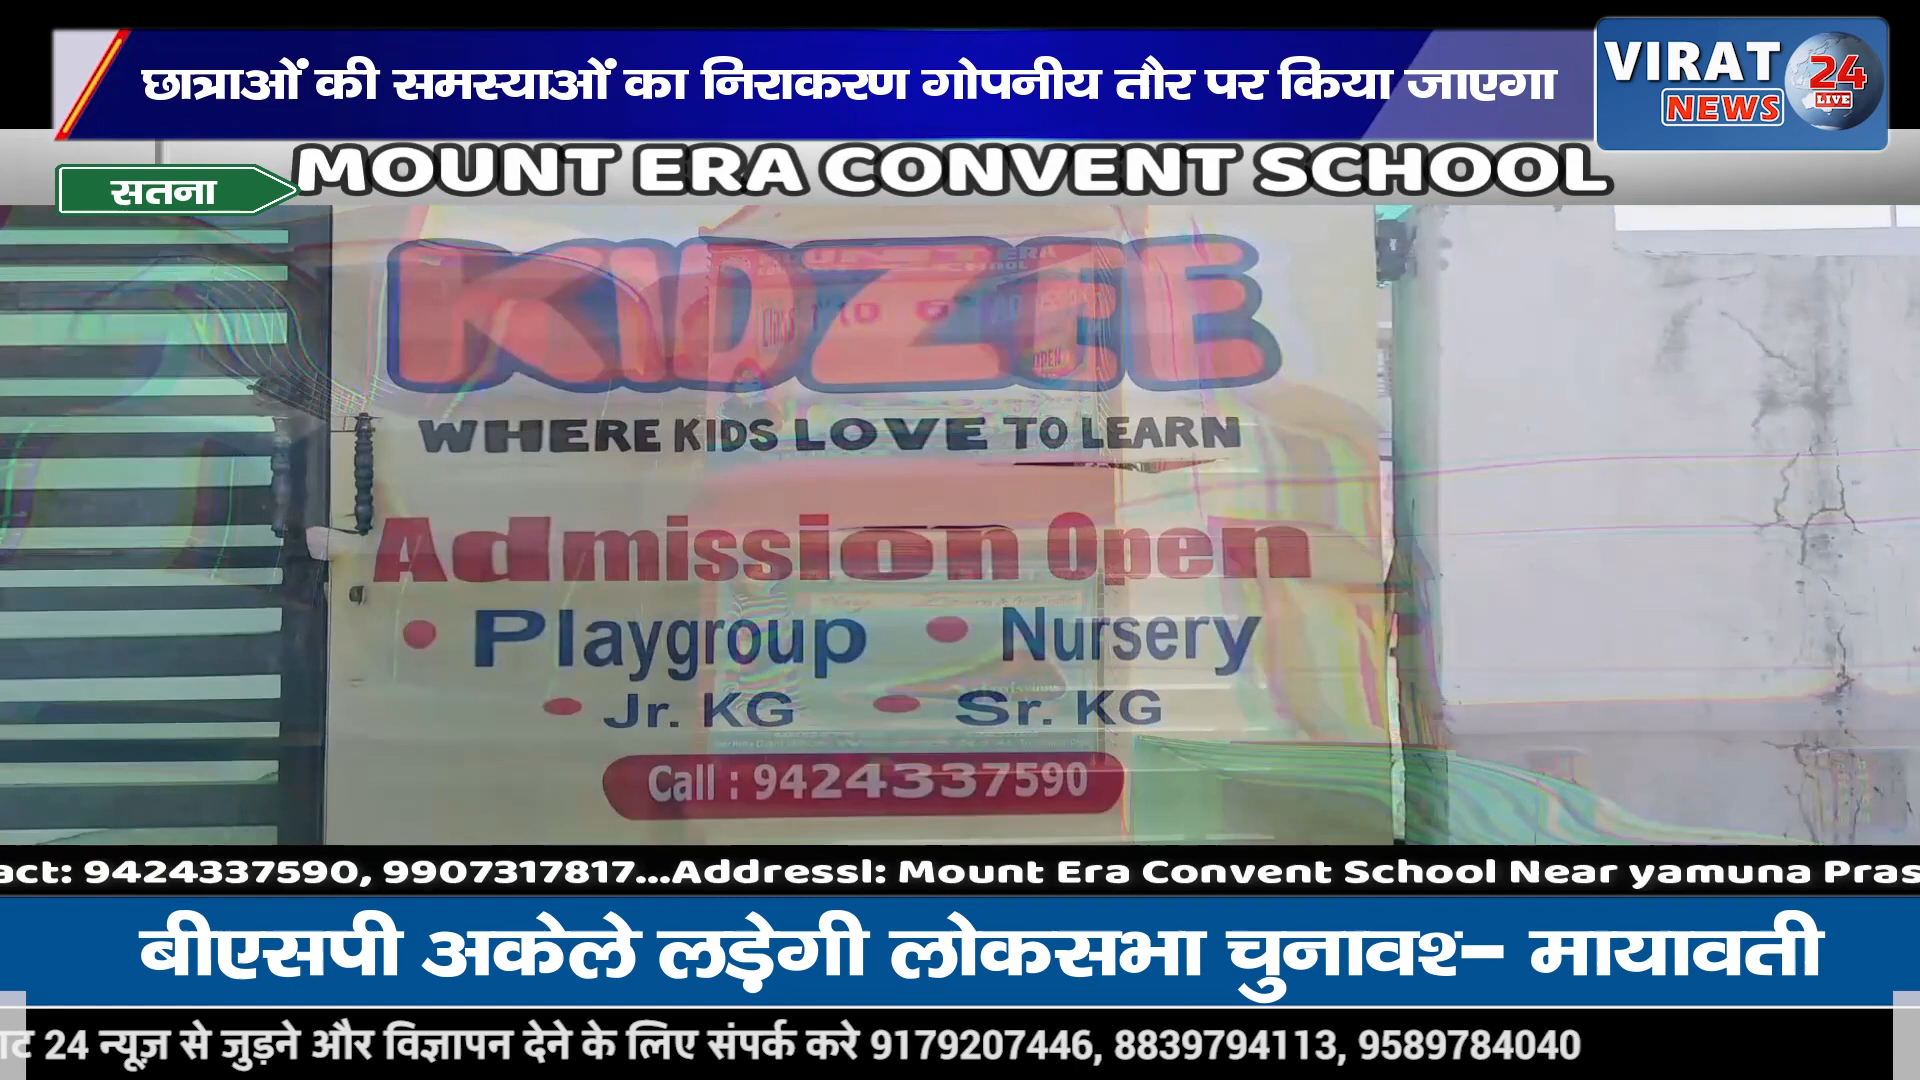 छात्राओं की समस्याओं का निराकरण गोपनीय तौर पर किया जाएगा
VIRAT
NEWS
24
LIVE
सतना
MOUNT ERA CONVENT SCHOOL
KIDZEE
WHERE KIDS LOVE TO LEARN
Admission Open
• Playgroup • Nursery
• Jr. KG • Sr. KG
Call : 9424337590
act: 9424337590, 9907317817...Addressl: Mount Era Convent School Near yamuna Pras
बीएसपी अकेले लड़ेगी लोकसभा चुनावश्- मायावती
24 न्यूज़ से जुड़ने और विज्ञापन देने के लिए संपर्क करे 9179207446, 8839794113, 9589784040